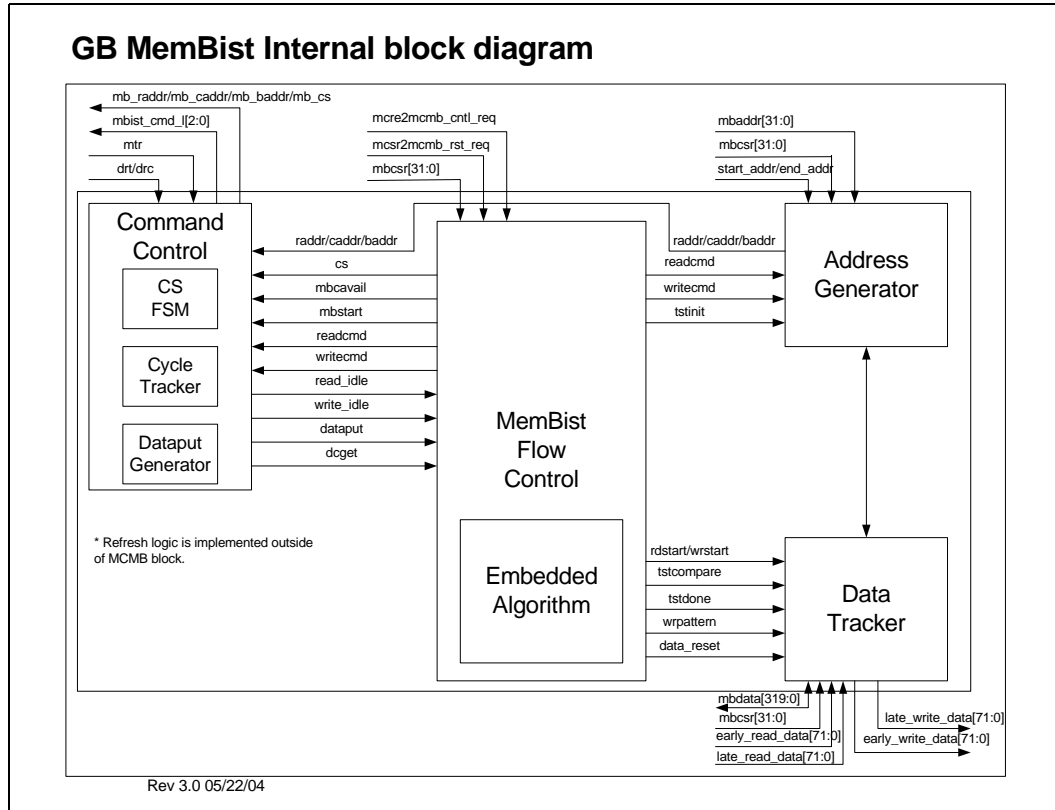 GB MemBist Internal block diagram
mb_raddr/mb_caddr/mb_baddr/mb_cs
mbist_cmd_l[2:0]
mtr
drt/drc
mcre2mcmb_cntl_req
mcsr2mcmb_rst_req
mbcsr[31:0]
mbaddr[31:0]
mbcsr[31:0]
start_addr/end_addr
Command
Control
CS
FSM
Cycle
Tracker
Dataput
Generator
raddr/caddr/baddr
cs
mbcavail
mbstart
readcmd
writecmd
read_idle
write_idle
dataput
dcget
MemBist
Flow
Control
Embedded
Algorithm
raddr/caddr/baddr
readcmd
writecmd
tstinit
Address
Generator
* Refresh logic is implemented outside
of MCMB block.
rdstart/wrstart
tstcompare
tstdone
wrpattern
data_reset
Data
Tracker
mbdata[319:0]
mbcsr[31:0]
early_read_data[71:0]
late_read_data[71:0]
late_write_data[71:0]
early_write_data[71:0]
Rev 3.0 05/22/04